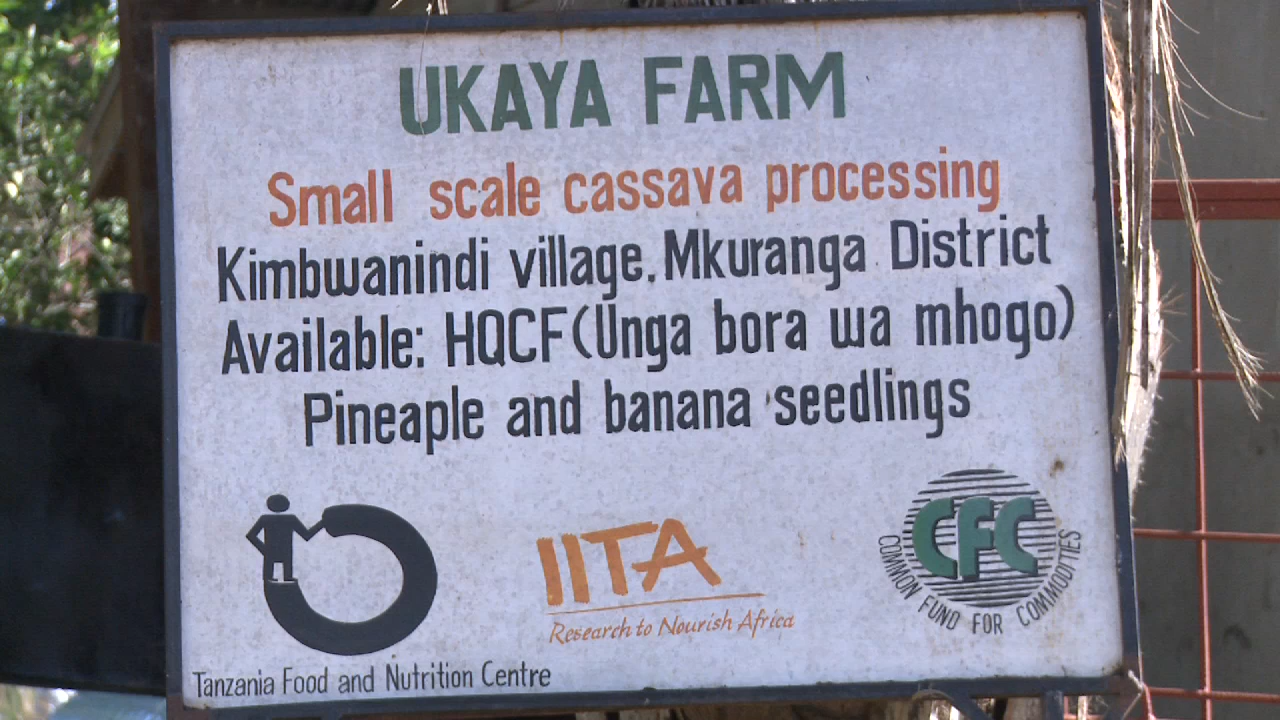 UKAYA FARM
Small scale cassava processing
Kimbwanindi village. Mkuranga District
Available: HQCF (Unga bora wa mhogo)
Pineapple and banana seedlings
IITA
Research to Nourish Africa
CFC
COMMON FUND FOR COMMODITIES
Tanzania Food and Nutrition Centre